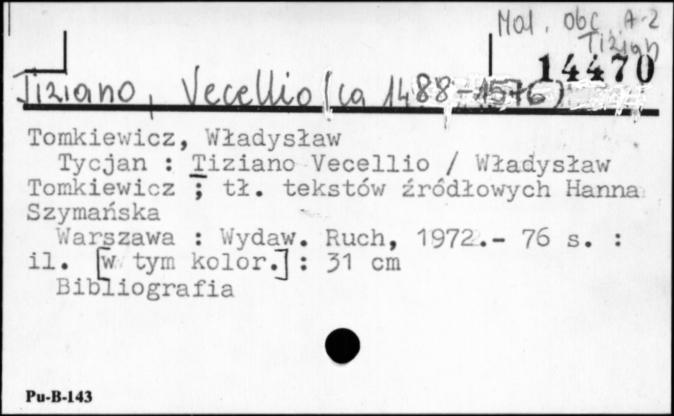 Mal. obc A-2
Tizian
14470
Tiziano, Vecellio (ca 1488-1576)
Tomkiewicz, Władysław
Tycjan : Tiziano Vecellio / Władysław
Tomkiewicz ; tł. tekstów źródłowych Hanna
Szymańska
Warszawa : Wydaw. Ruch, 1972.- 76 s. :
il. [w tym kolor.] : 31 cm
Bibliografia
Pu-B-143